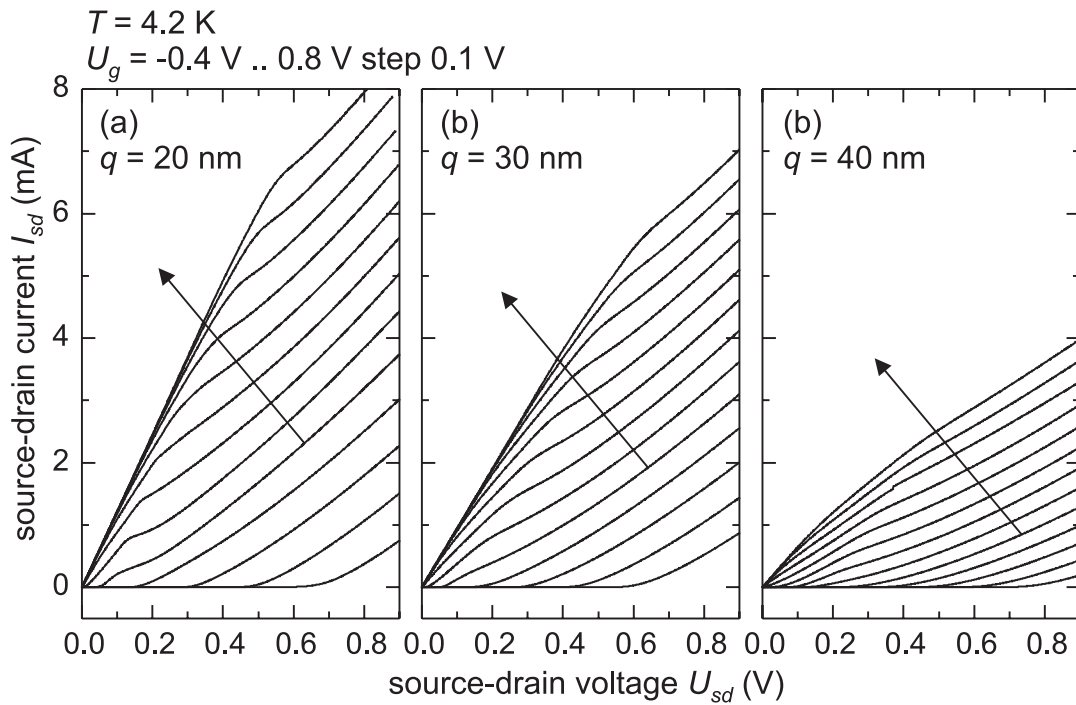 T = 4.2 K
U_g = -0.4 V .. 0.8 V step 0.1 V
(a)
q = 20 nm
(b)
q = 30 nm
(b)
q = 40 nm
source-drain current I_sd (mA)
8
6
4
2
0
0.0 0.2 0.4 0.6 0.8
0.0 0.2 0.4 0.6 0.8
0.0 0.2 0.4 0.6 0.8
source-drain voltage U_sd (V)